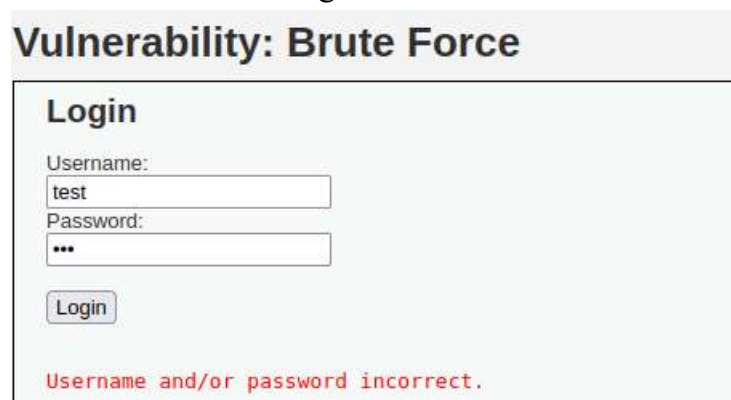 Vulnerability: Brute Force
Login
Username:
test
Password:
•••
Login
Username and/or password incorrect.